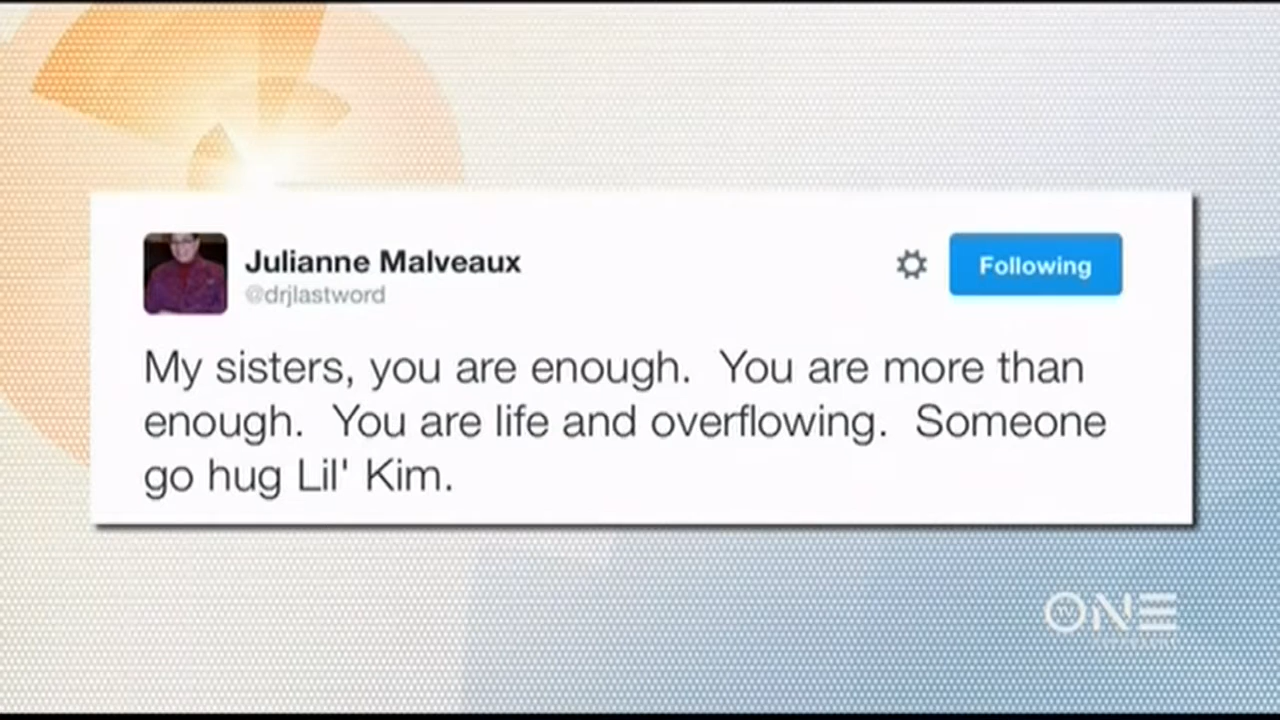 Julianne Malveaux
@drjlastword
Following
My sisters, you are enough. You are more than
enough. You are life and overflowing. Someone
go hug Lil' Kim.
tv ONE